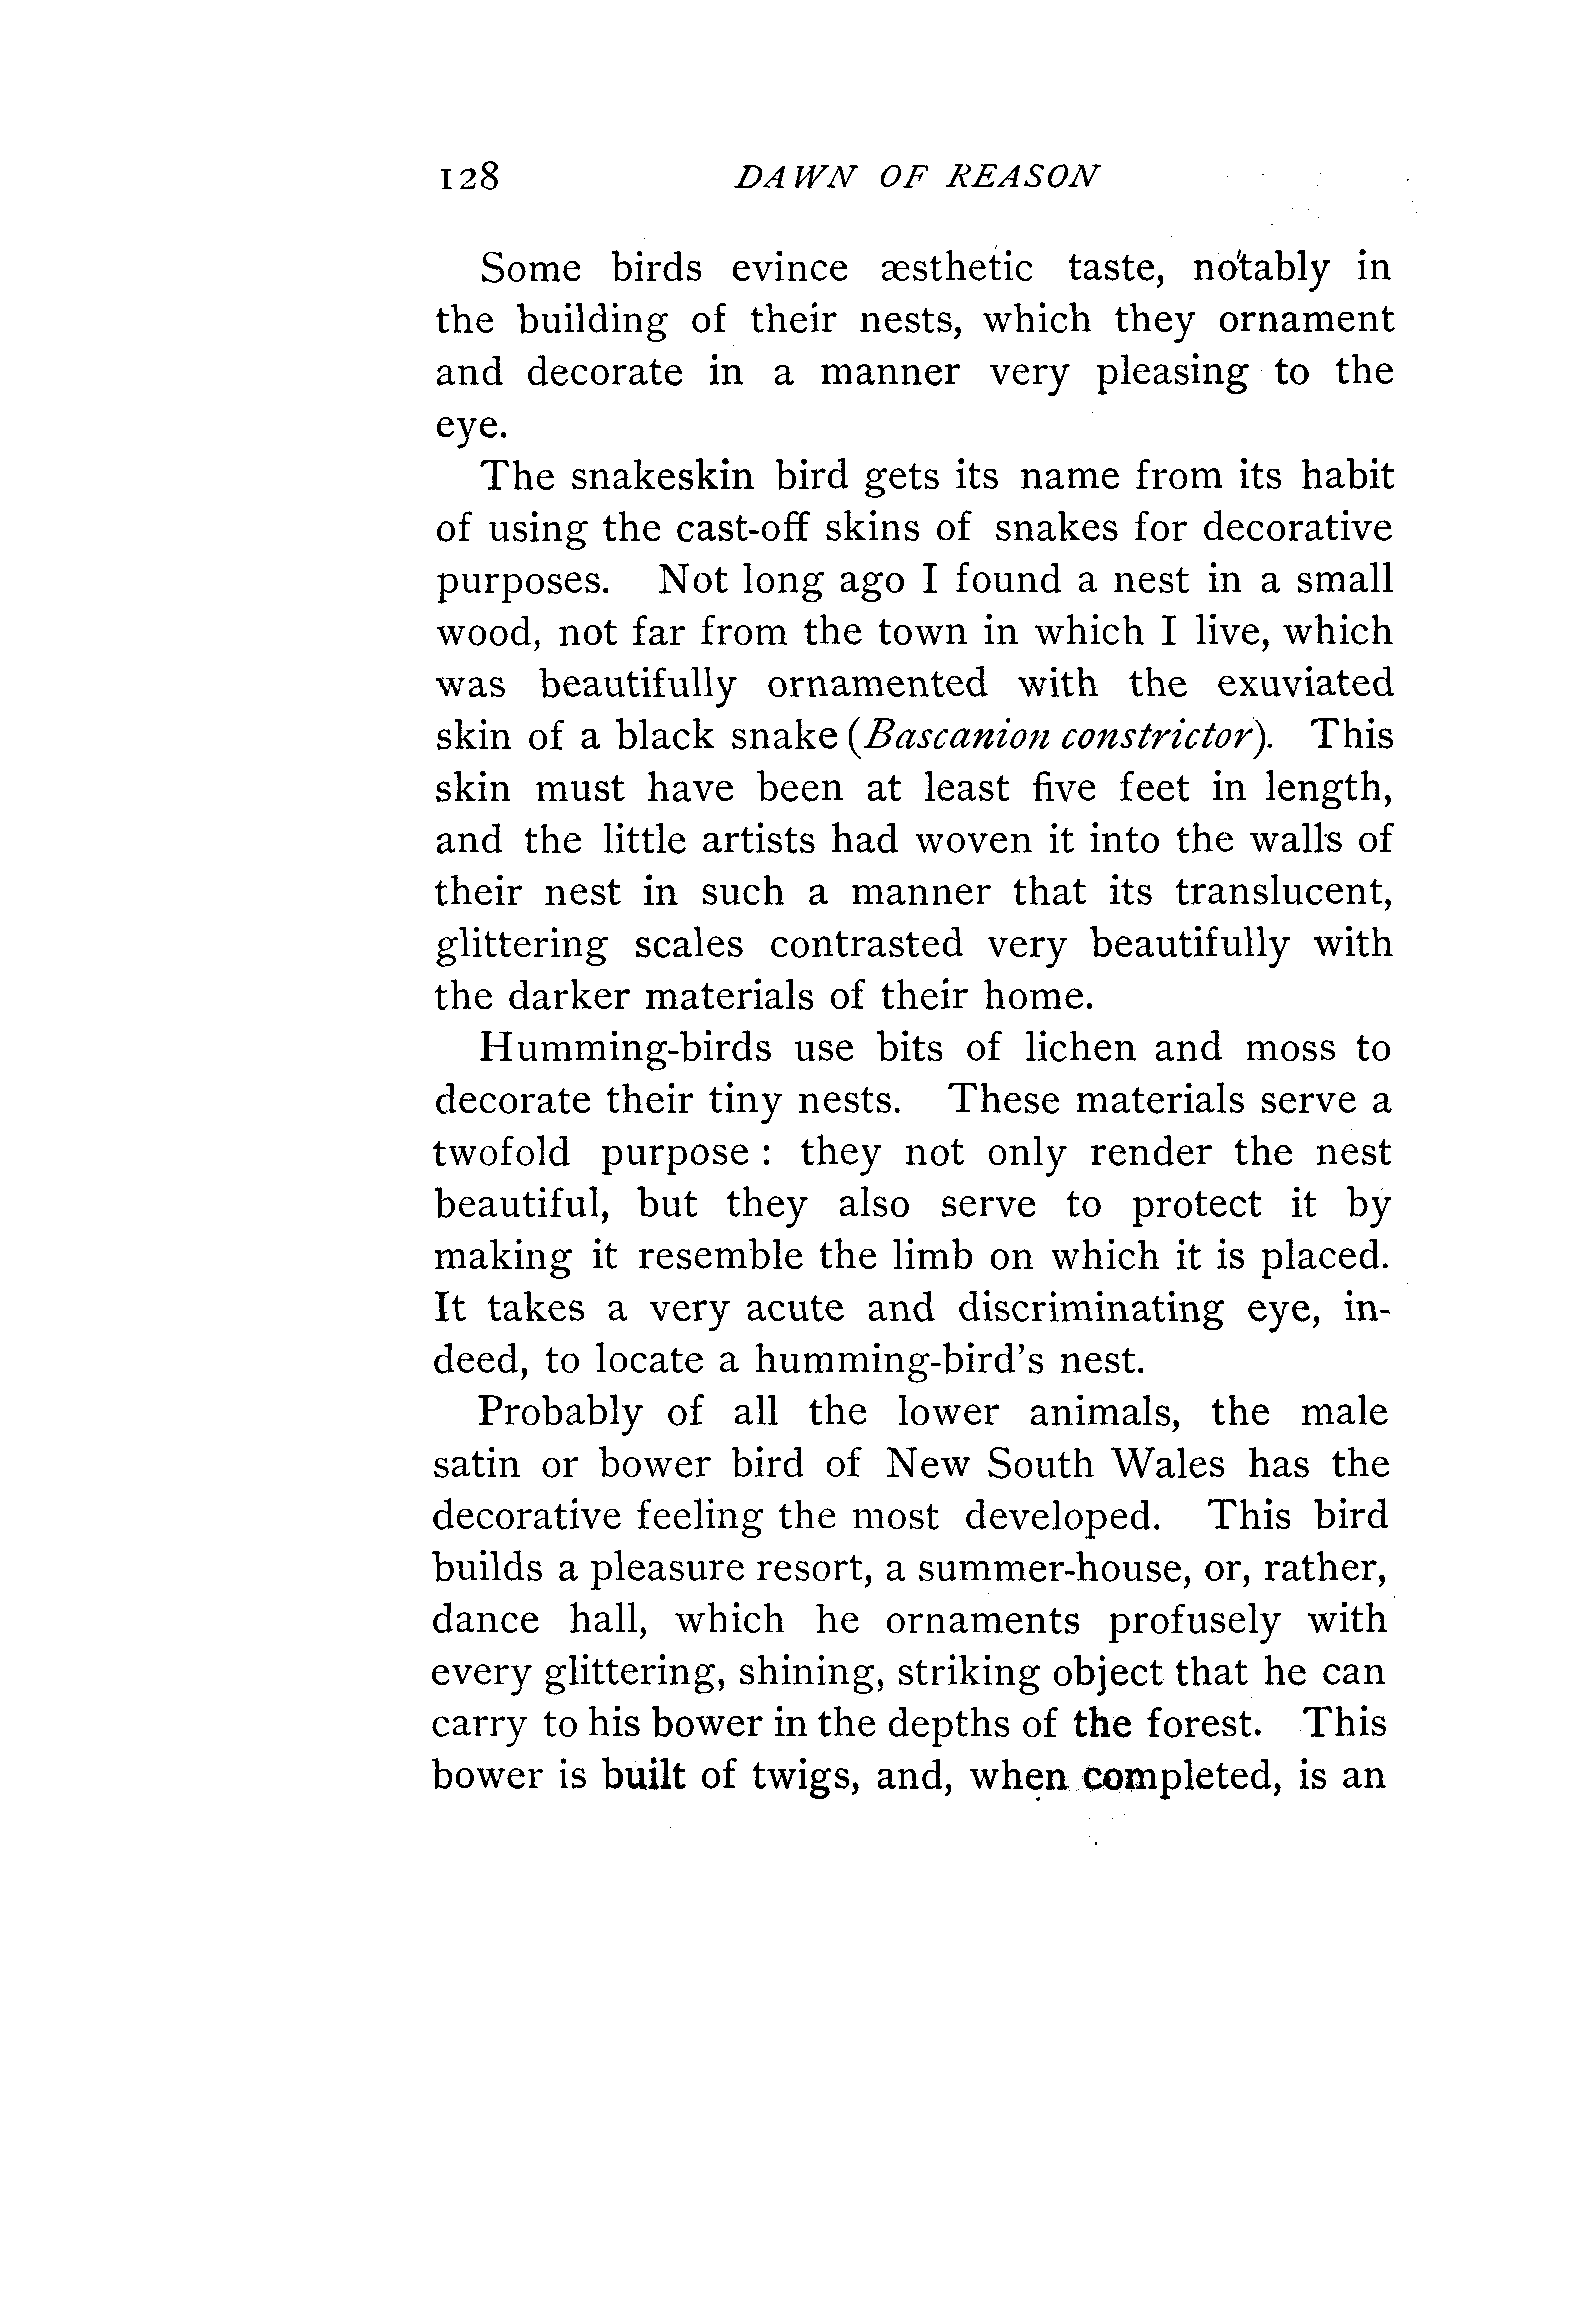 128 DAWN OF REASON
Some birds evince æsthetic taste, notably in
the building of their nests, which they ornament
and decorate in a manner very pleasing to the
eye.
The snakeskin bird gets its name from its habit
of using the cast-off skins of snakes for decorative
purposes. Not long ago I found a nest in a small
wood, not far from the town in which I live, which
was beautifully ornamented with the exuviated
skin of a black snake (Bascanion constrictor). This
skin must have been at least five feet in length,
and the little artists had woven it into the walls of
their nest in such a manner that its translucent,
glittering scales contrasted very beautifully with
the darker materials of their home.
Humming-birds use bits of lichen and moss to
decorate their tiny nests. These materials serve a
twofold purpose : they not only render the nest
beautiful, but they also serve to protect it by
making it resemble the limb on which it is placed.
It takes a very acute and discriminating eye, in-
deed, to locate a humming-bird's nest.
Probably of all the lower animals, the male
satin or bower bird of New South Wales has the
decorative feeling the most developed. This bird
builds a pleasure resort, a summer-house, or, rather,
dance hall, which he ornaments profusely with
every glittering, shining, striking object that he can
carry to his bower in the depths of the forest. This
bower is built of twigs, and, when completed, is an